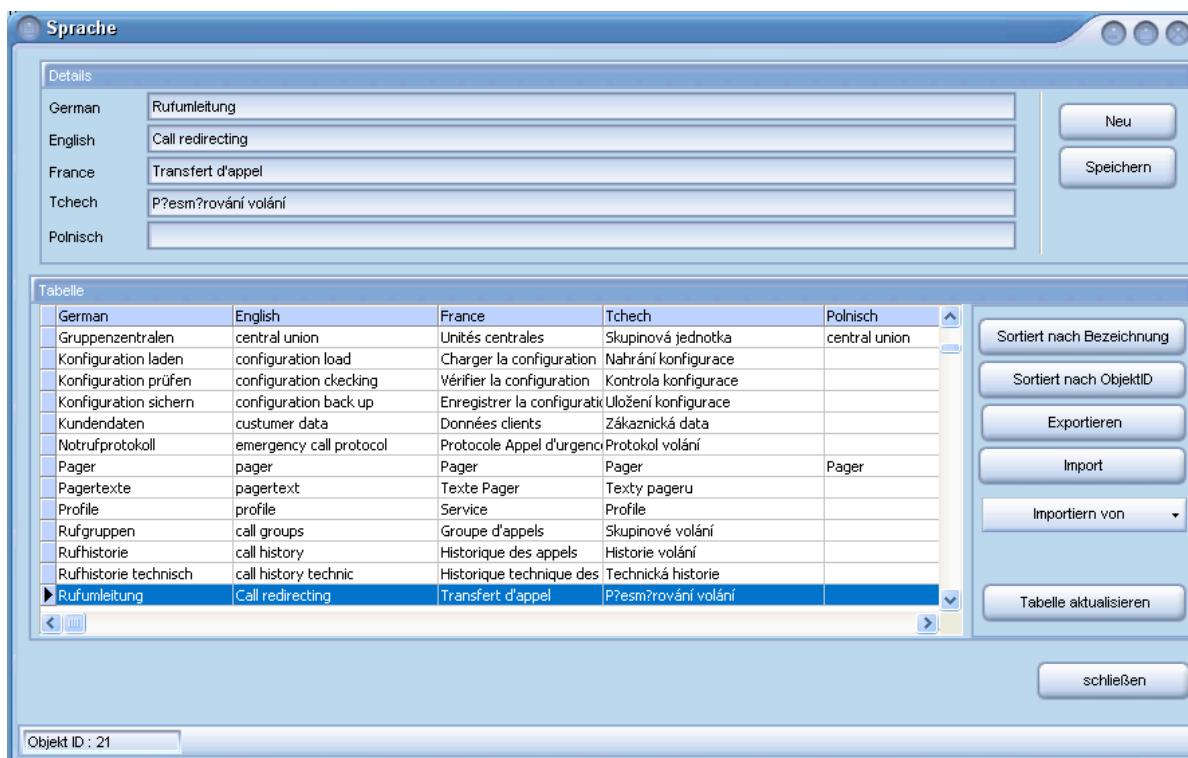 Sprache
Details
German Rufumleitung
English Call redirecting
France Transfert d'appel
Tchech P?esm?rování volání
Polnisch
Neu
Speichern
Tabelle
German English France Tchech Polnisch
Gruppenzentralen central union Unités centrales Skupinová jednotka central union
Konfiguration laden configuration load Charger la configuration Nahrání konfigurace
Konfiguration prüfen configuration ckecking Vérifier la configuration Kontrola konfigurace
Konfiguration sichern configuration back up Enregistrer la configuratic Uložení konfigurace
Kundendaten custumer data Données clients Zákaznická data
Notrufprotokoll emergency call protocol Protocole Appel d'urgenc Protokol volání
Pager pager Pager Pager Pager
Pagertexte pagertext Texte Pager Texty pageru
Profile profile Service Profile
Rufgruppen call groups Groupe d'appels Skupinové volání
Rufhistorie call history Historique des appels Historie volání
Rufhistorie technisch call history technic Historique technique des Technická historie
Rufumleitung Call redirecting Transfert d'appel P?esm?rování volání
Sortiert nach Bezeichnung
Sortiert nach ObjektID
Exportieren
Import
Importiern von
Tabelle aktualisieren
schließen
Objekt ID : 21